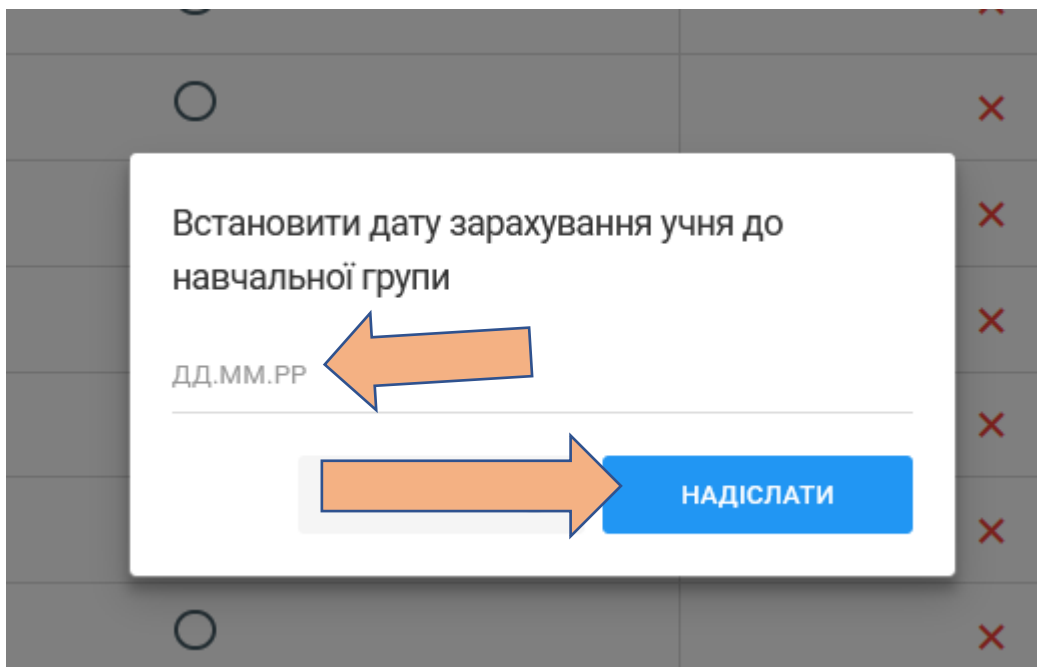 Встановити дату зарахування учня до
навчальної групи
ДД.ММ.РР
НАДІСЛАТИ